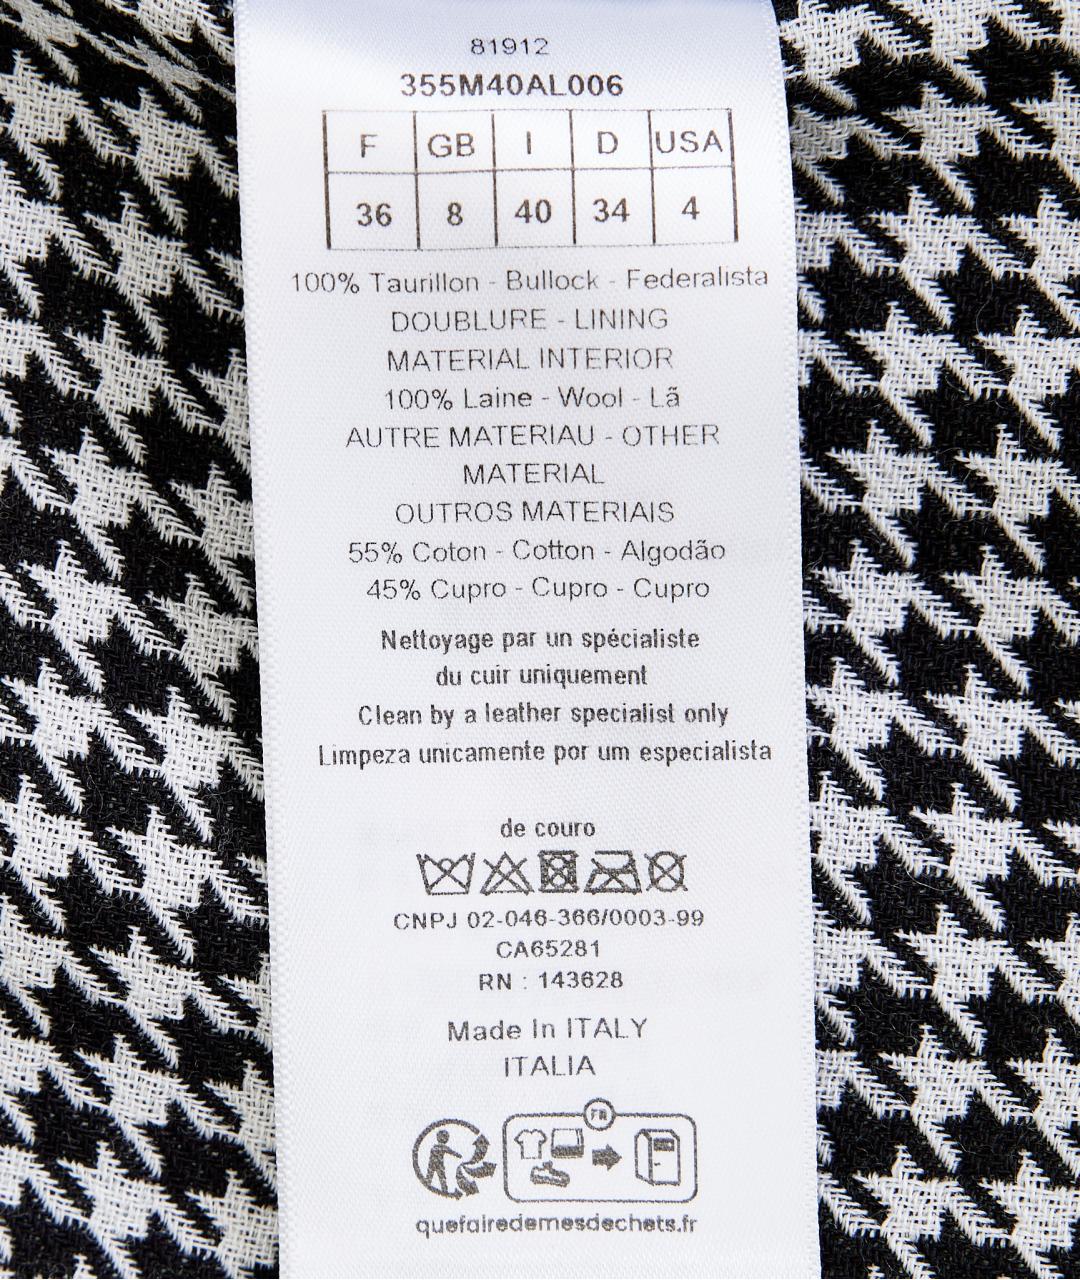 81912
355M40AL006
F GB I D USA
36 8 40 34 4
100% Taurillon - Bullock - Federalista
DOUBLURE - LINING
MATERIAL INTERIOR
100% Laine - Wool - Lã
AUTRE MATERIAU - OTHER
MATERIAL
OUTROS MATERIAIS
55% Coton - Cotton - Algodão
45% Cupro - Cupro - Cupro
Nettoyage par un spécialiste
du cuir uniquement
Clean by a leather specialist only
Limpeza unicamente por um especialista
de couro
CNPJ 02-046-366/0003-99
CA65281
RN : 143628
Made In ITALY
ITALIA
FR
quefairedemesdechets.fr